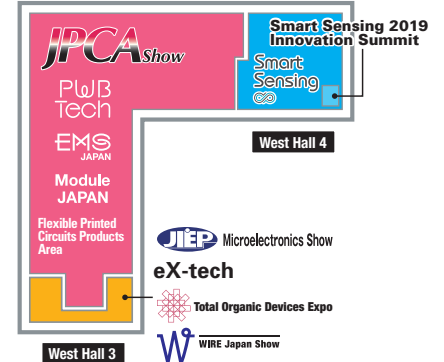 JPCA Show
Smart Sensing 2019
Innovation Summit
Smart
Sensing
PWB
Tech
EMS
JAPAN
West Hall 4
Module
JAPAN
Flexible Printed
Circuits Products
Area
JIEP Microelectronics Show
eX-tech
Total Organic Devices Expo
W WIRE Japan Show
West Hall 3